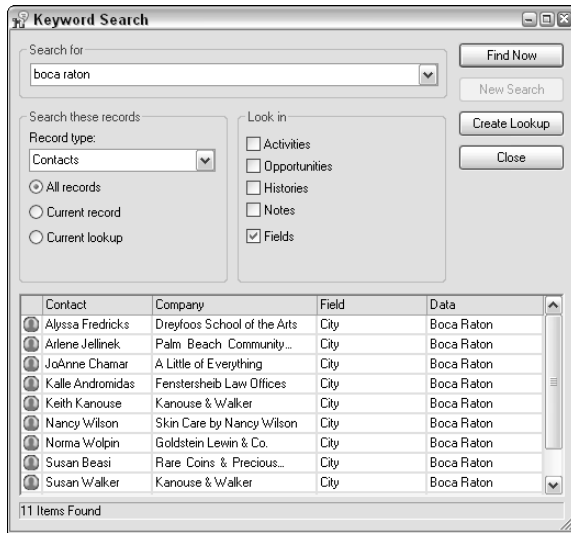 Keyword Search
Search for
boca raton
Find Now
New Search
Create Lookup
Close
Search these records
Record type:
Contacts
All records
Current record
Current lookup
Look in
Activities
Opportunities
Histories
Notes
Fields
Contact Company Field Data
Alyssa Fredricks Dreyfoos School of the Arts City Boca Raton
Arlene Jellinek Palm Beach Community... City Boca Raton
JoAnne Chamar A Little of Everything City Boca Raton
Kalle Andromidas Fenstersheib Law Offices City Boca Raton
Keith Kanouse Kanouse & Walker City Boca Raton
Nancy Wilson Skin Care by Nancy Wilson City Boca Raton
Norma Wolpin Goldstein Lewin & Co. City Boca Raton
Susan Beasi Rare Coins & Precious... City Boca Raton
Susan Walker Kanouse & Walker City Boca Raton
11 Items Found